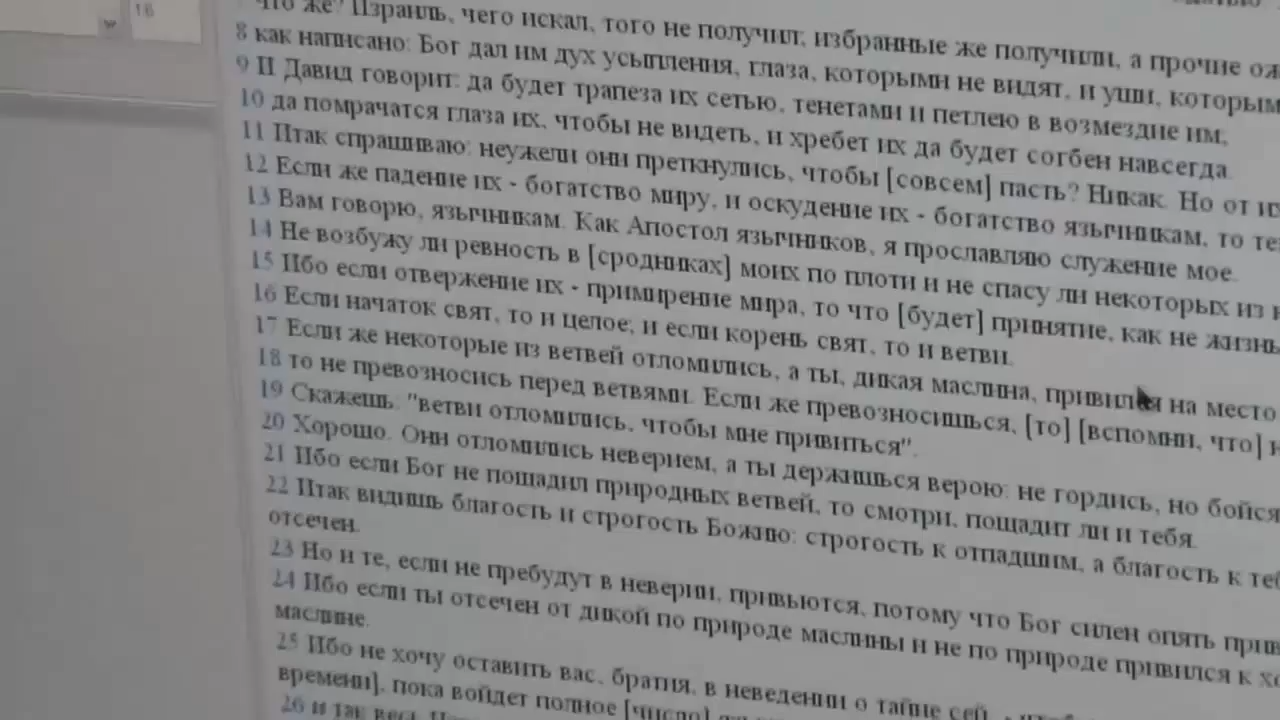 16
Что же? Израиль, чего искал, того не получил; избранные же получили, а прочие ож
8 как написано: Бог дал им дух усыпления, глаза, которыми не видят, и уши, которым
9 И Давид говорит: да будет трапеза их сетью, тенетами и петлею в возмездие им;
10 да помрачатся глаза их, чтобы не видеть, и хребет их да будет согбен навсегда.
11 Итак спрашиваю: неужели они преткнулись, чтобы [совсем] пасть? Никак. Но от их
12 Если же падение их - богатство миру, и оскудение их - богатство язычникам, то те
13 Вам говорю, язычникам. Как Апостол язычников, я прославляю служение мое.
14 Не возбужу ли ревность в [сродниках] моих по плоти и не спасу ли некоторых из н
15 Ибо если отвержение их - примирение мира, то что [будет] принятие, как не жизнь
16 Если начаток свят, то и целое; и если корень свят, то и ветви.
17 Если же некоторые из ветвей отломились, а ты, дикая маслина, привился на место
18 то не превозносись перед ветвями. Если же превозносишься, [то] [вспомни, что] н
19 Скажешь: "ветви отломились, чтобы мне привиться".
20 Хорошо. Они отломились неверием, а ты держишься верою: не гордись, но бойся
21 Ибо если Бог не пощадил природных ветвей, то смотри, пощадит ли и тебя.
22 Итак видишь благость и строгость Божию: строгость к отпадшим, а благость к теб
отсечен.
23 Но и те, если не пребудут в неверии, привьются, потому что Бог силен опять прив
24 Ибо если ты отсечен от дикой по природе маслины и не по природе привился к хо
маслине.
25 Ибо не хочу оставить вас, братия, в неведении о тайне сей, -
времени], пока войдет полное [число]
26 и так весь